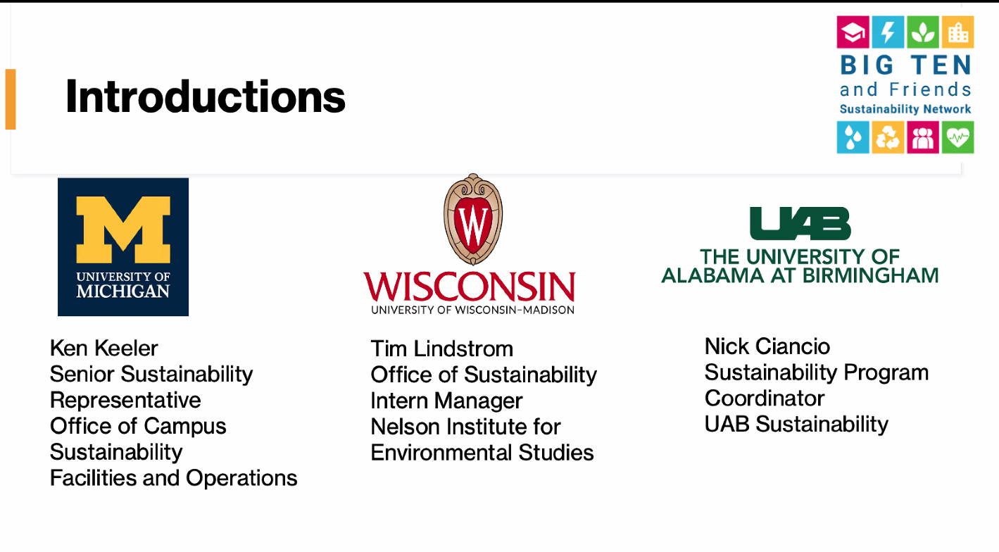 Introductions
BIG TEN
and Friends
Sustainability Network
M
UNIVERSITY OF
MICHIGAN
Ken Keeler
Senior Sustainability
Representative
Office of Campus
Sustainability
Facilities and Operations
W
WISCONSIN
UNIVERSITY OF WISCONSIN–MADISON
Tim Lindstrom
Office of Sustainability
Intern Manager
Nelson Institute for
Environmental Studies
UAB
THE UNIVERSITY OF
ALABAMA AT BIRMINGHAM
Nick Ciancio
Sustainability Program
Coordinator
UAB Sustainability